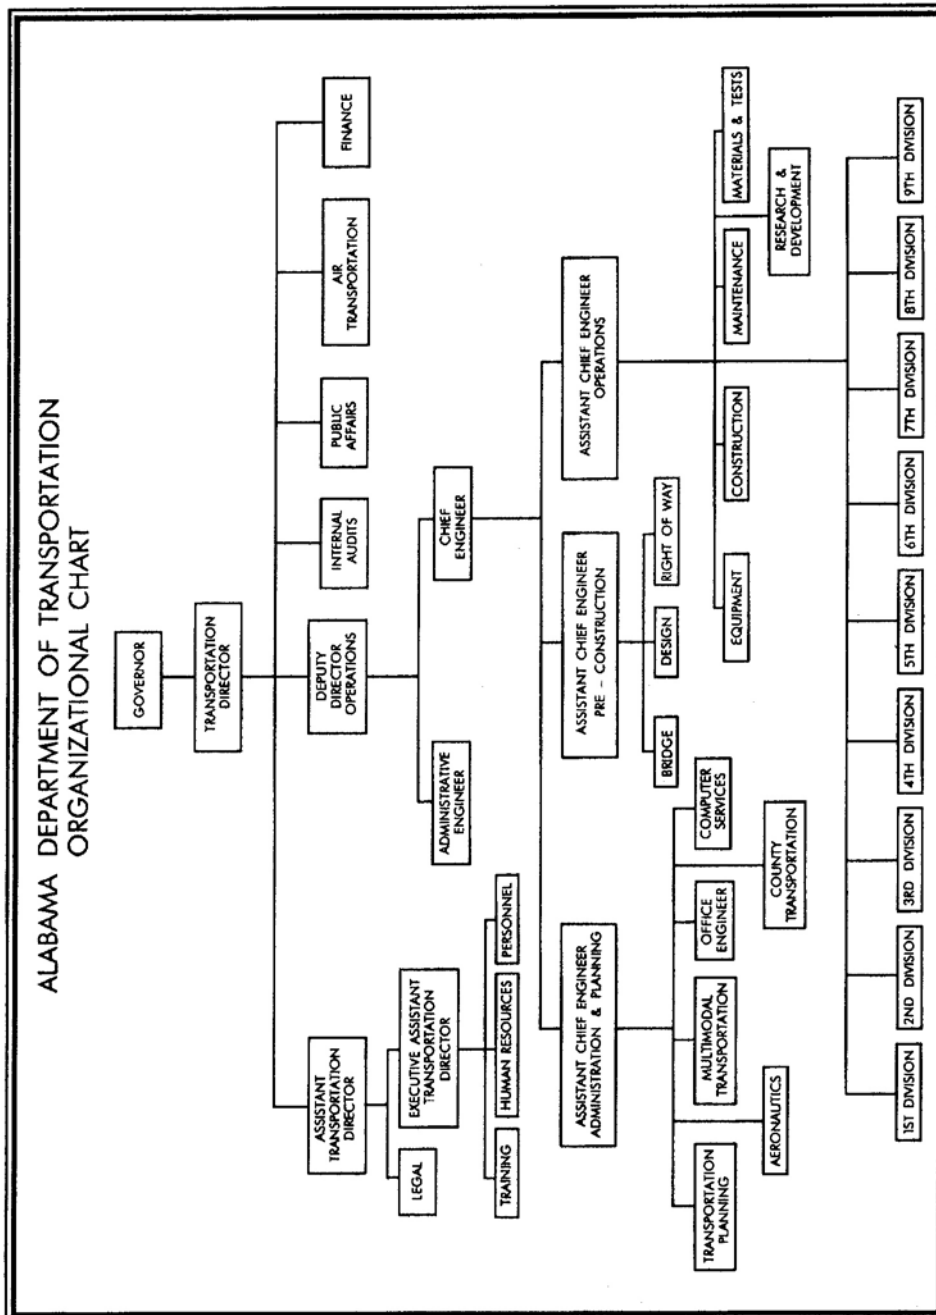 ALABAMA DEPARTMENT OF TRANSPORTATION
ORGANIZATIONAL CHART
GOVERNOR
TRANSPORTATION
DIRECTOR
ASSISTANT
TRANSPORTATION
DIRECTOR
DEPUTY
DIRECTOR
OPERATIONS
INTERNAL
AUDITS
PUBLIC
AFFAIRS
AIR
TRANSPORTATION
FINANCE
LEGAL
EXECUTIVE ASSISTANT
TRANSPORTATION
DIRECTOR
ADMINISTRATIVE
ENGINEER
CHIEF
ENGINEER
TRAINING
HUMAN RESOURCES
PERSONNEL
ASSISTANT CHIEF ENGINEER
ADMINISTRATION & PLANNING
ASSISTANT CHIEF ENGINEER
PRE - CONSTRUCTION
ASSISTANT CHIEF ENGINEER
OPERATIONS
TRANSPORTATION
PLANNING
MULTIMODAL
TRANSPORTATION
OFFICE
ENGINEER
COMPUTER
SERVICES
AERONAUTICS
COUNTY
TRANSPORTATION
BRIDGE
DESIGN
RIGHT OF WAY
EQUIPMENT
CONSTRUCTION
MAINTENANCE
MATERIALS & TESTS
RESEARCH &
DEVELOPMENT
1ST DIVISION
2ND DIVISION
3RD DIVISION
4TH DIVISION
5TH DIVISION
6TH DIVISION
7TH DIVISION
8TH DIVISION
9TH DIVISION